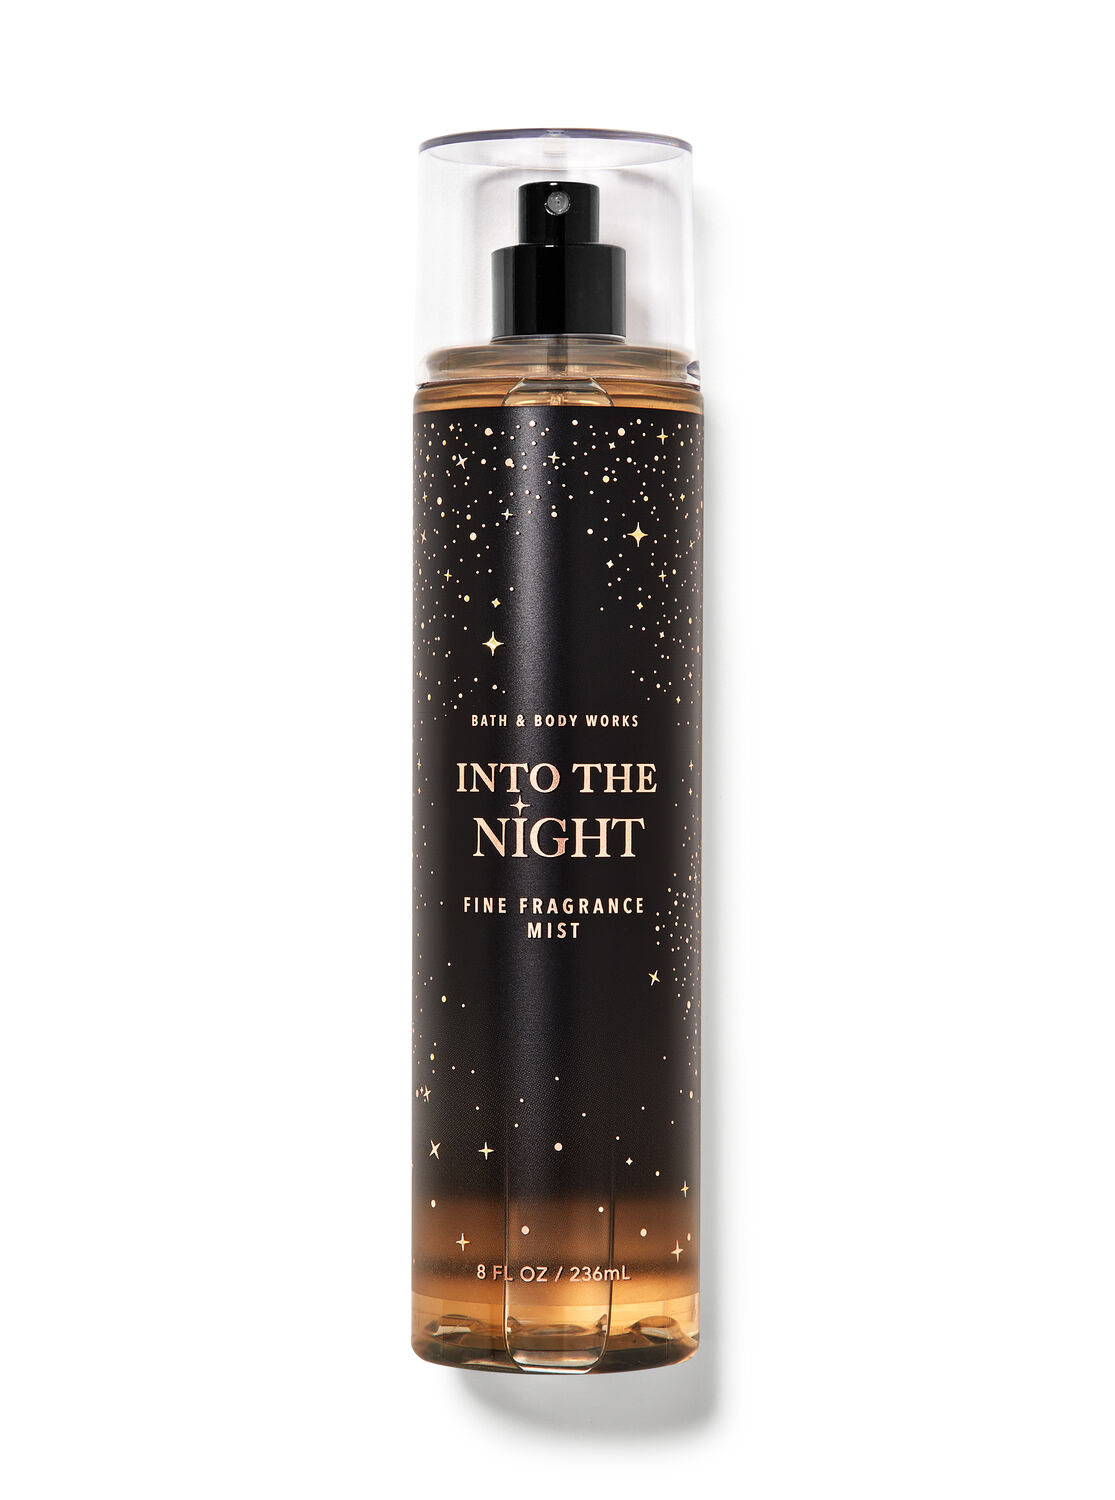 BATH & BODY WORKS
INTO THE
NIGHT
FINE FRAGRANCE
MIST
8 FL OZ / 236mL